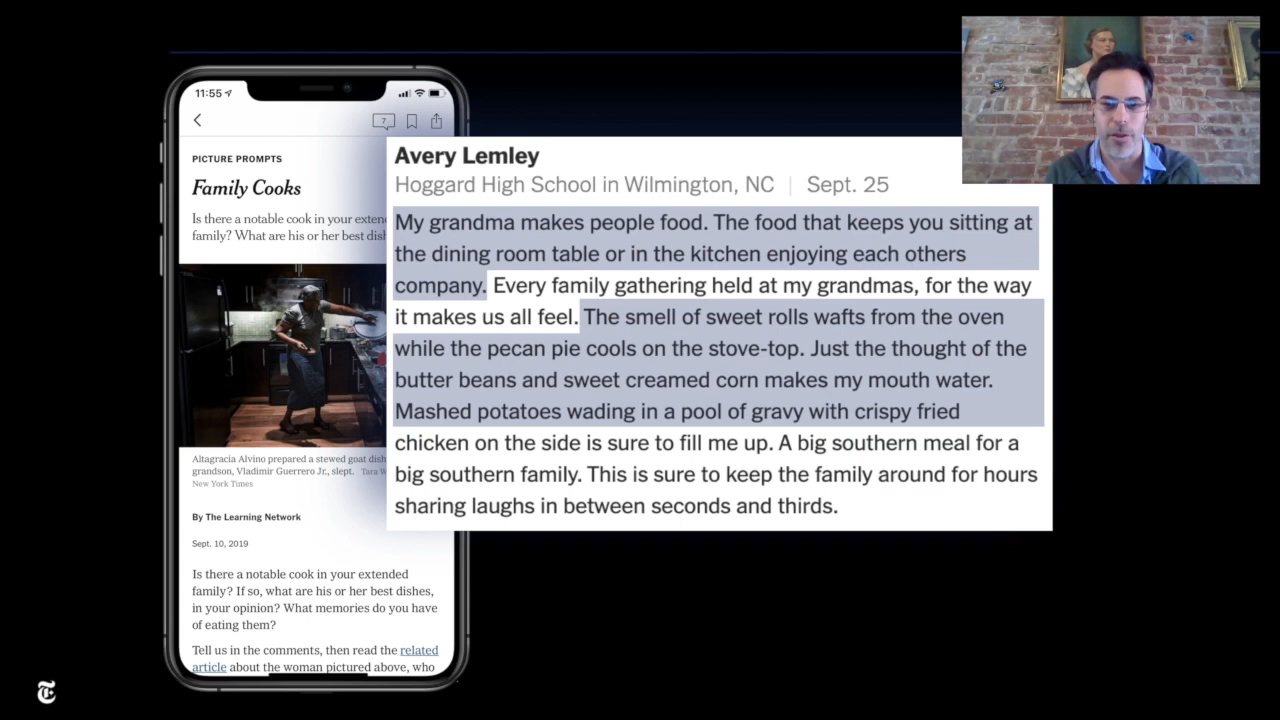 11:55
7
PICTURE PROMPTS
Family Cooks
Is there a notable cook in your
family? What are his or her best
Altagracia Alvino prepared a stewed goat dish
grandson, Vladimir Guerrero Jr., slept. Tara
New York Times
By The Learning Network
Sept. 10, 2019
Is there a notable cook in your extended
family? If so, what are his or her best dishes,
in your opinion? What memories do you have
of eating them?
Tell us in the comments, then read the related
article about the woman pictured above, who
Avery Lemley
Hoggard High School in Wilmington, NC | Sept. 25
My grandma makes people food. The food that keeps you sitting at
the dining room table or in the kitchen enjoying each others
company. Every family gathering held at my grandmas, for the way
it makes us all feel. The smell of sweet rolls wafts from the oven
while the pecan pie cools on the stove-top. Just the thought of the
butter beans and sweet creamed corn makes my mouth water.
Mashed potatoes wading in a pool of gravy with crispy fried
chicken on the side is sure to fill me up. A big southern meal for a
big southern family. This is sure to keep the family around for hours
sharing laughs in between seconds and thirds.
T